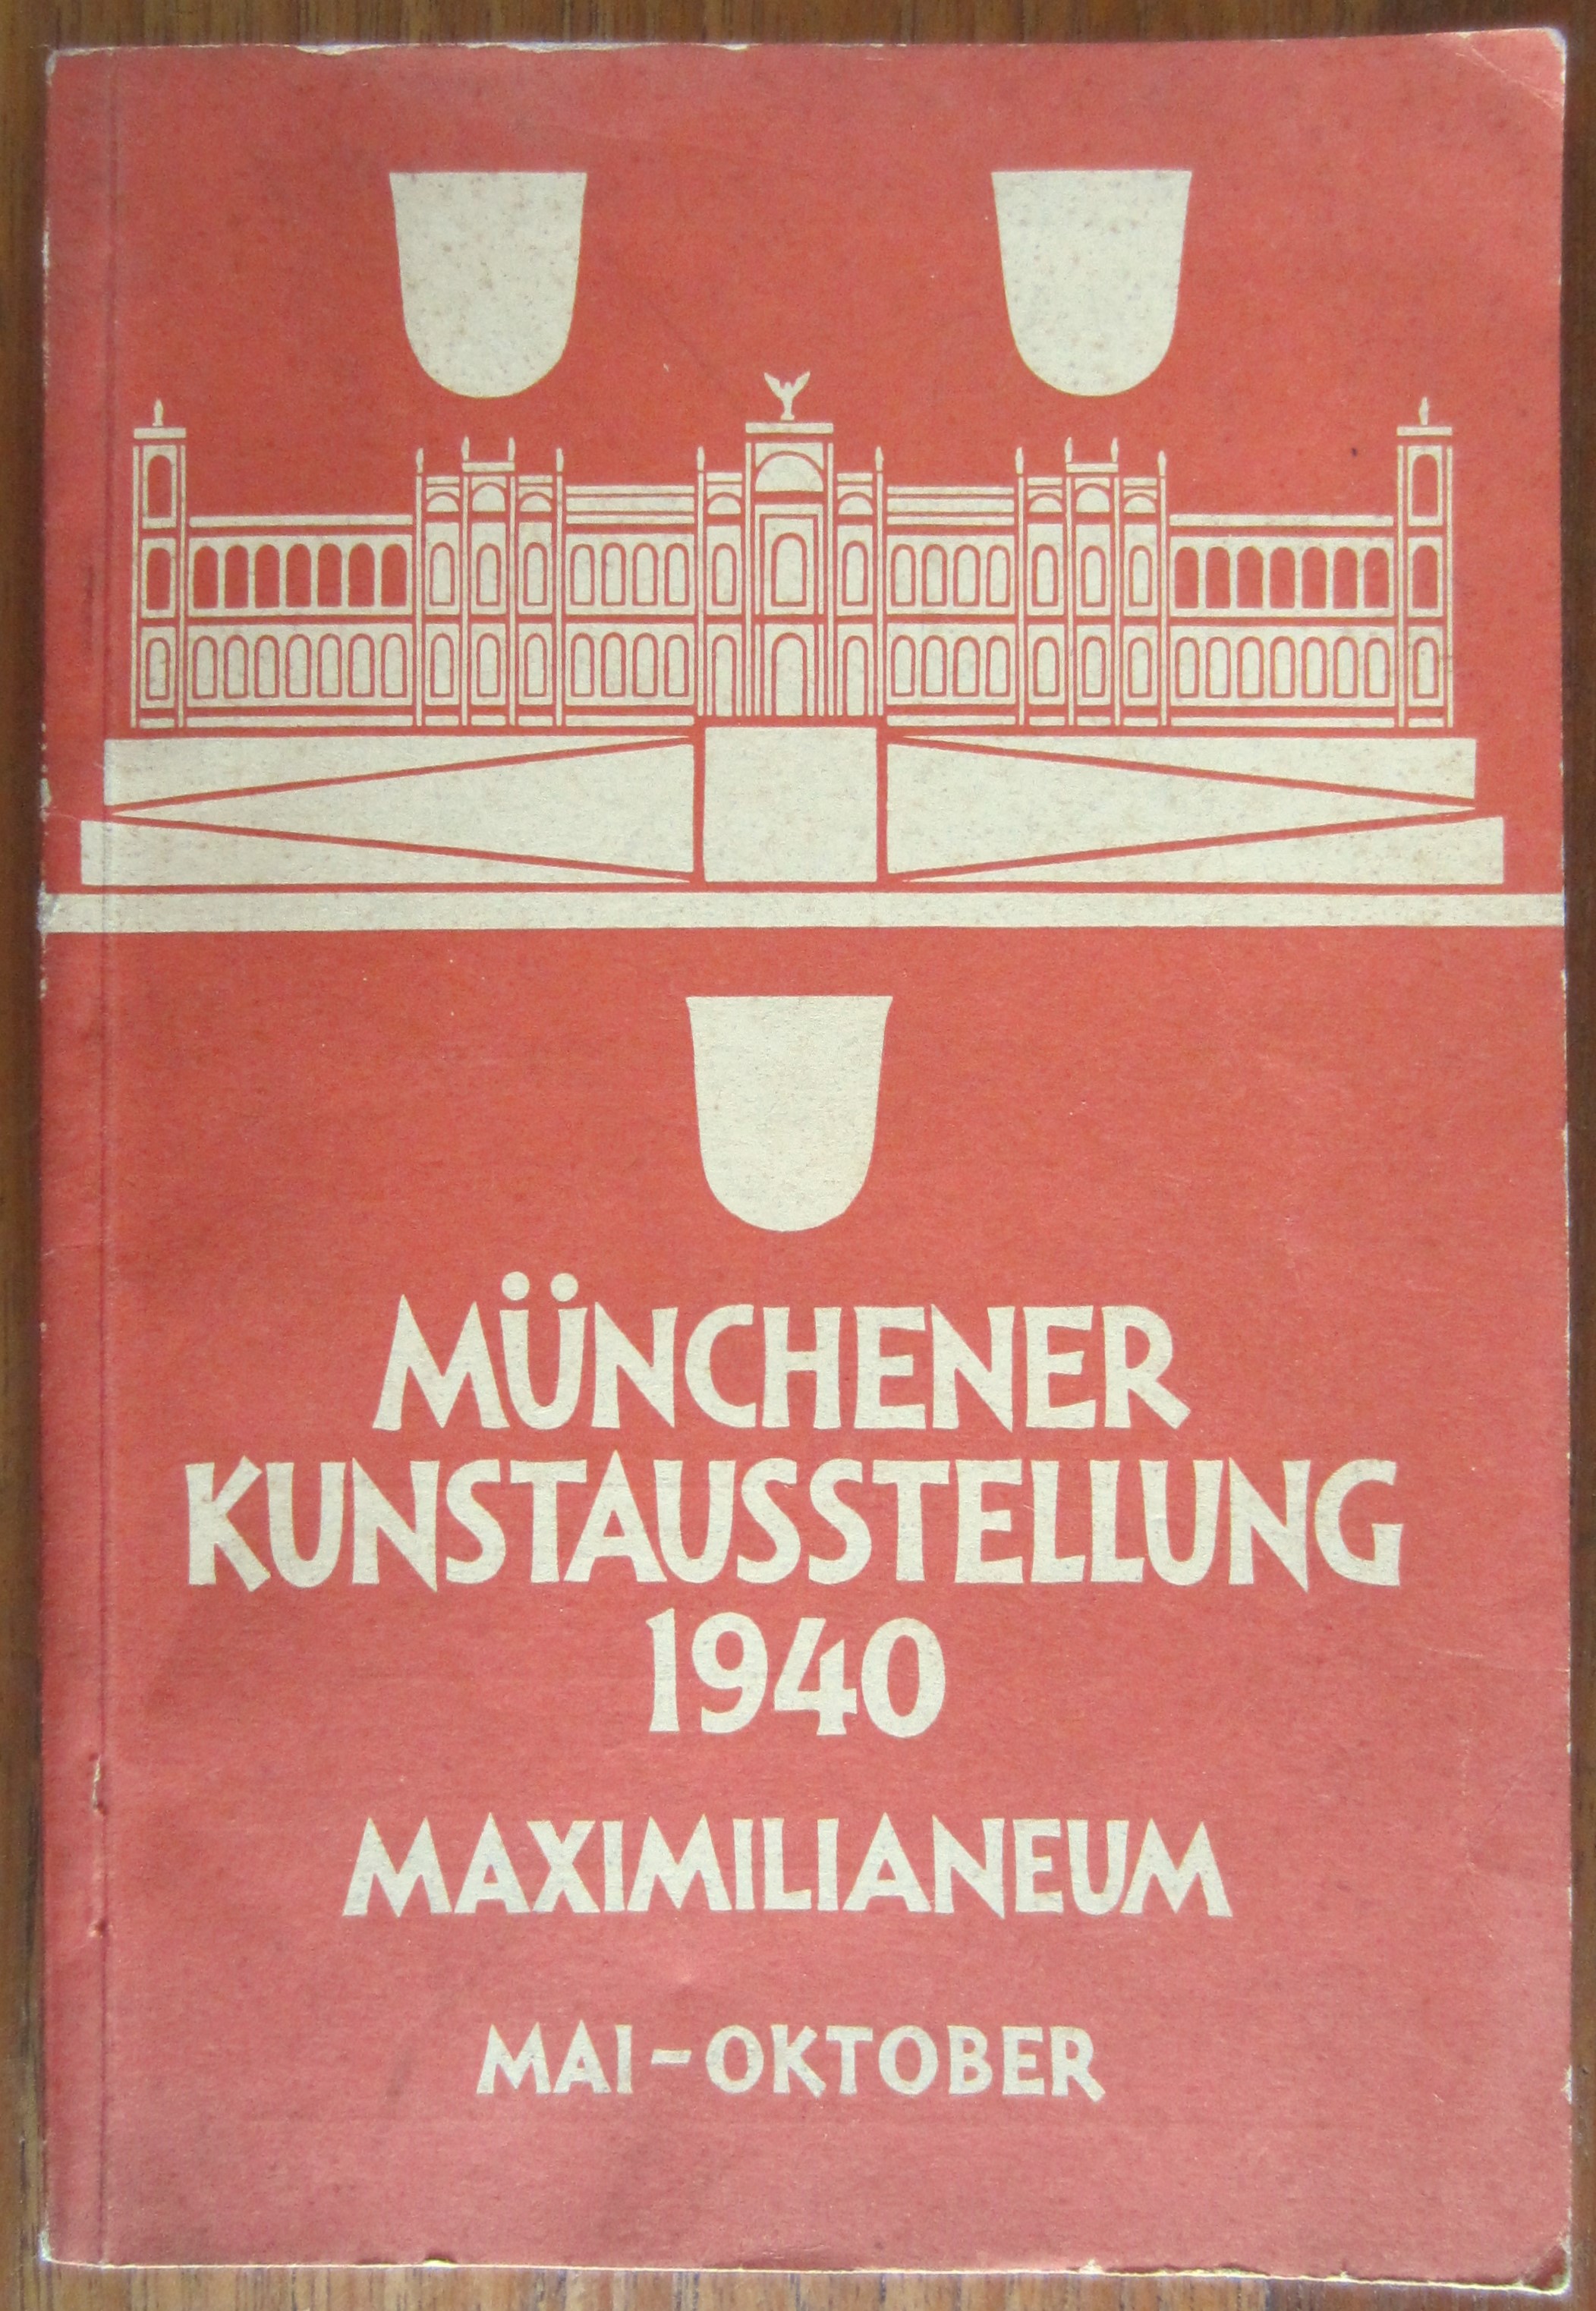 MÜNCHENER
KUNSTAUSSTELLUNG
1940
MAXIMILIANEUM
MAI-OKTOBER